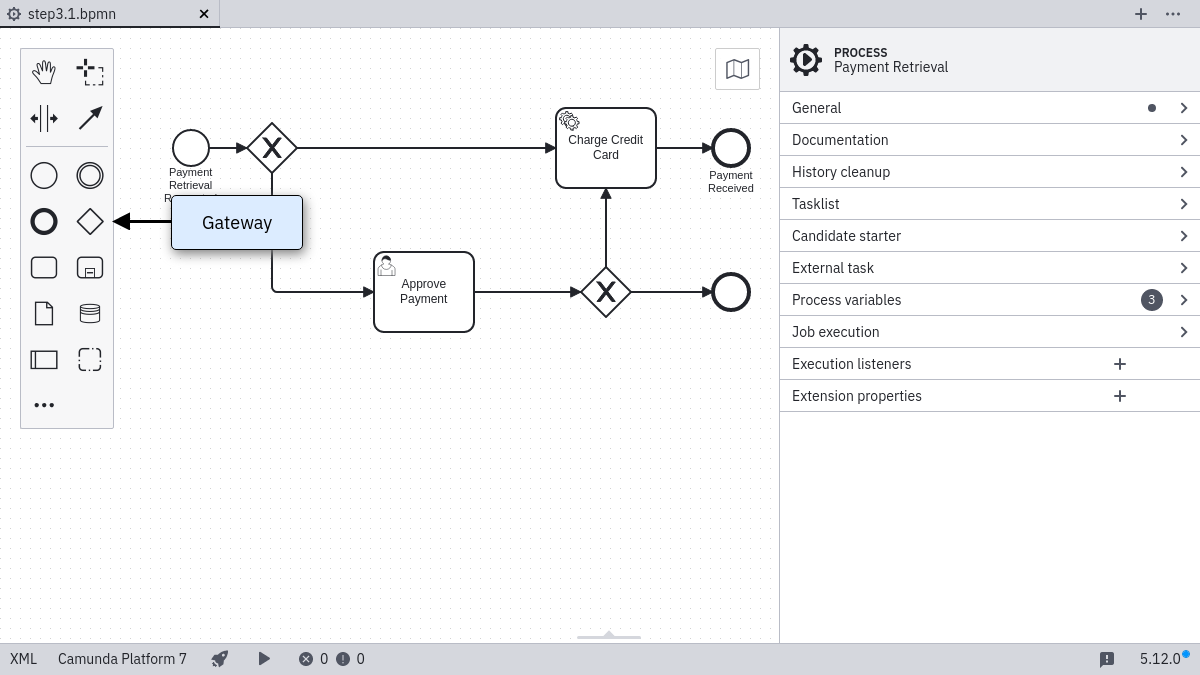 step3.1.bpmn
PROCESS
Payment Retrieval
General
Documentation
History cleanup
Tasklist
Candidate starter
External task
Process variables
3
Job execution
Execution listeners
Extension properties
Payment
Retrieval
Gateway
Charge Credit
Card
Payment
Received
Approve
Payment
XML
Camunda Platform 7
0
0
5.12.0